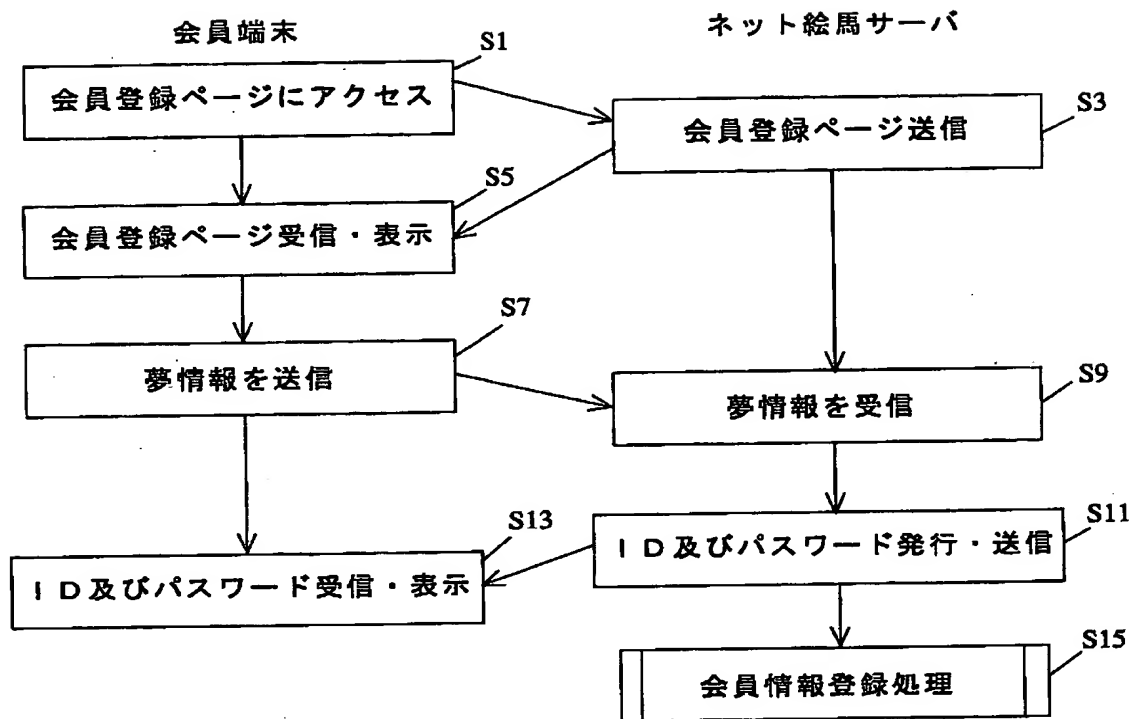 会員端末
ネット絵馬サーバ
S1
会員登録ページにアクセス
S3
会員登録ページ送信
S5
会員登録ページ受信・表示
S7
夢情報を送信
S9
夢情報を受信
S11
ID及びパスワード発行・送信
S13
ID及びパスワード受信・表示
S15
会員情報登録処理